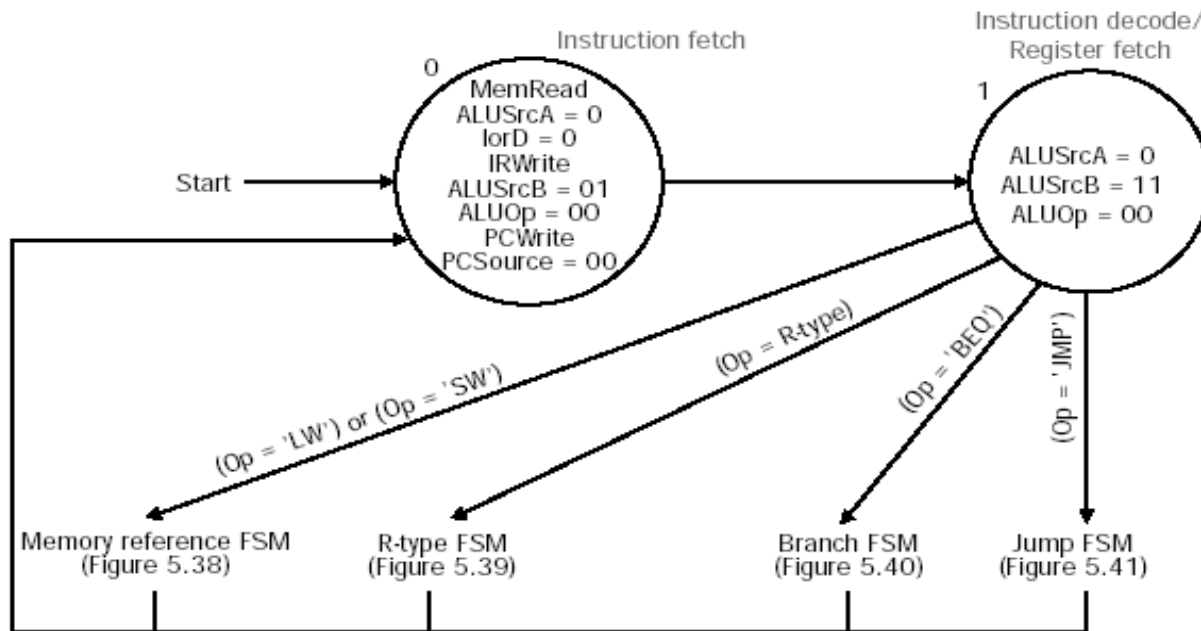 Instruction fetch
Instruction decode/
Register fetch
0
MemRead
ALUSrcA = 0
IorD = 0
IRWrite
ALUSrcB = 01
ALUOp = 00
PCWrite
PCSource = 00
1
ALUSrcA = 0
ALUSrcB = 11
ALUOp = 00
Start
(Op = 'LW') or (Op = 'SW')
(Op = R-type)
(Op = 'BEQ')
(Op = 'JMP')
Memory reference FSM
(Figure 5.38)
R-type FSM
(Figure 5.39)
Branch FSM
(Figure 5.40)
Jump FSM
(Figure 5.41)